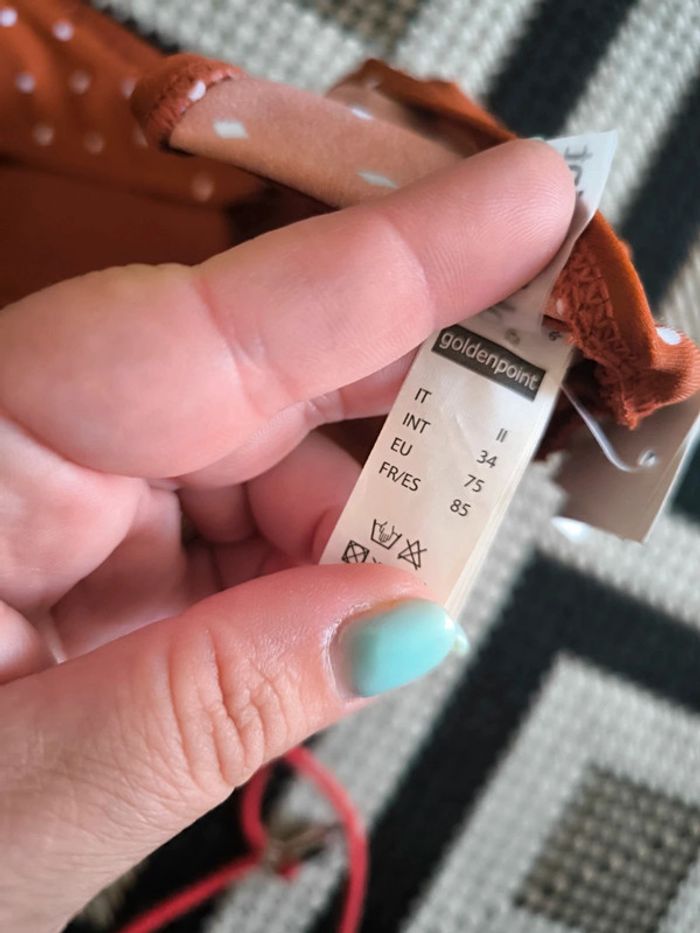 goldenpoint
IT II
INT 34
EU 75
FR/ES 85